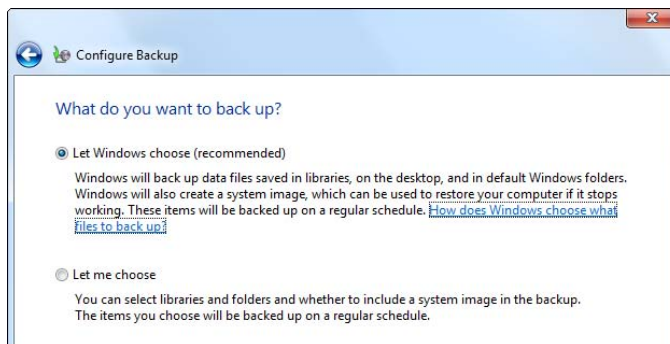 Configure Backup
What do you want to back up?
Let Windows choose (recommended)
Windows will back up data files saved in libraries, on the desktop, and in default Windows folders.
Windows will also create a system image, which can be used to restore your computer if it stops
working. These items will be backed up on a regular schedule. How does Windows choose what
files to back up?
Let me choose
You can select libraries and folders and whether to include a system image in the backup.
The items you choose will be backed up on a regular schedule.